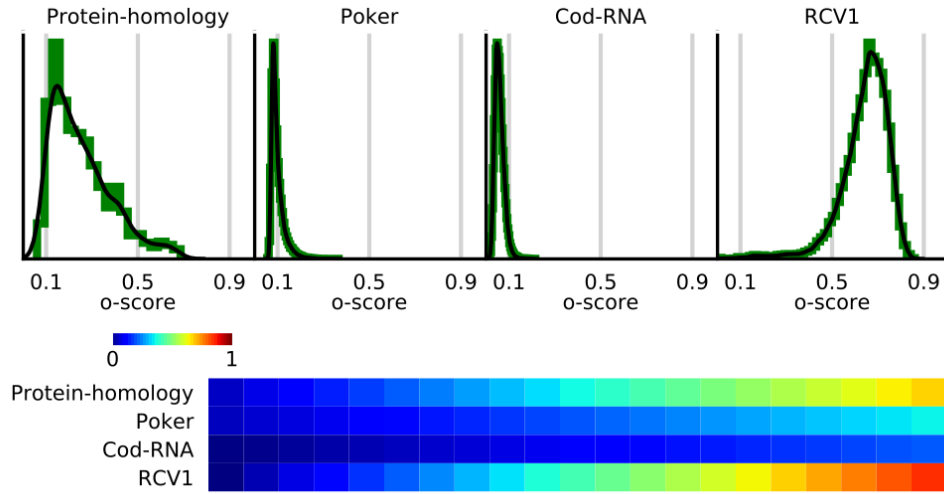 Protein-homology Poker Cod-RNA RCV1
0.1 0.5 0.9 0.1 0.5 0.9 0.1 0.5 0.9 0.1 0.5 0.9
o-score o-score o-score o-score
0 1
Protein-homology
Poker
Cod-RNA
RCV1